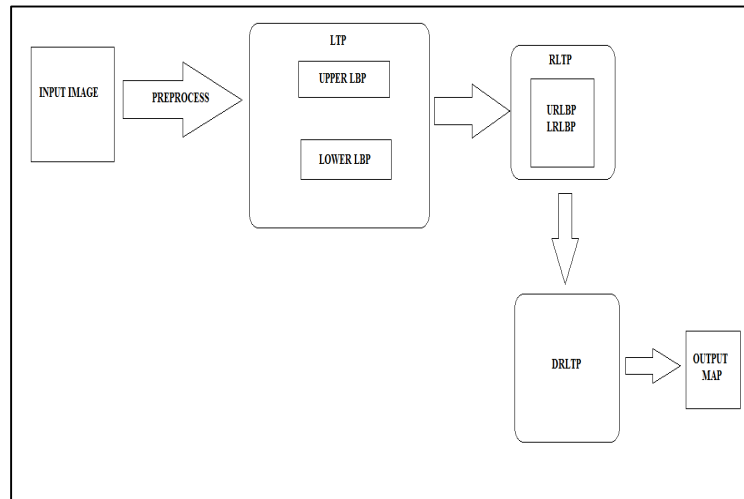 INPUT IMAGE
PREPROCESS
LTP
UPPER LBP
LOWER LBP
RLTP
URLBP
LRLBP
DRLTP
OUTPUT
MAP